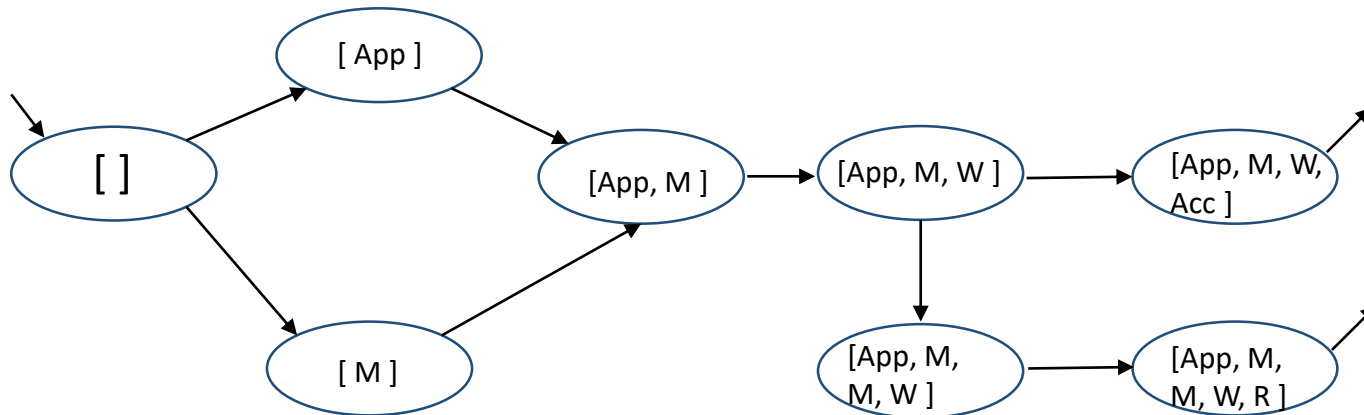 [ App ]
[ ]
[App, M ]
[App, M, W ]
[App, M, W,
Acc ]
[ M ]
[App, M,
M, W ]
[App, M,
M, W, R ]